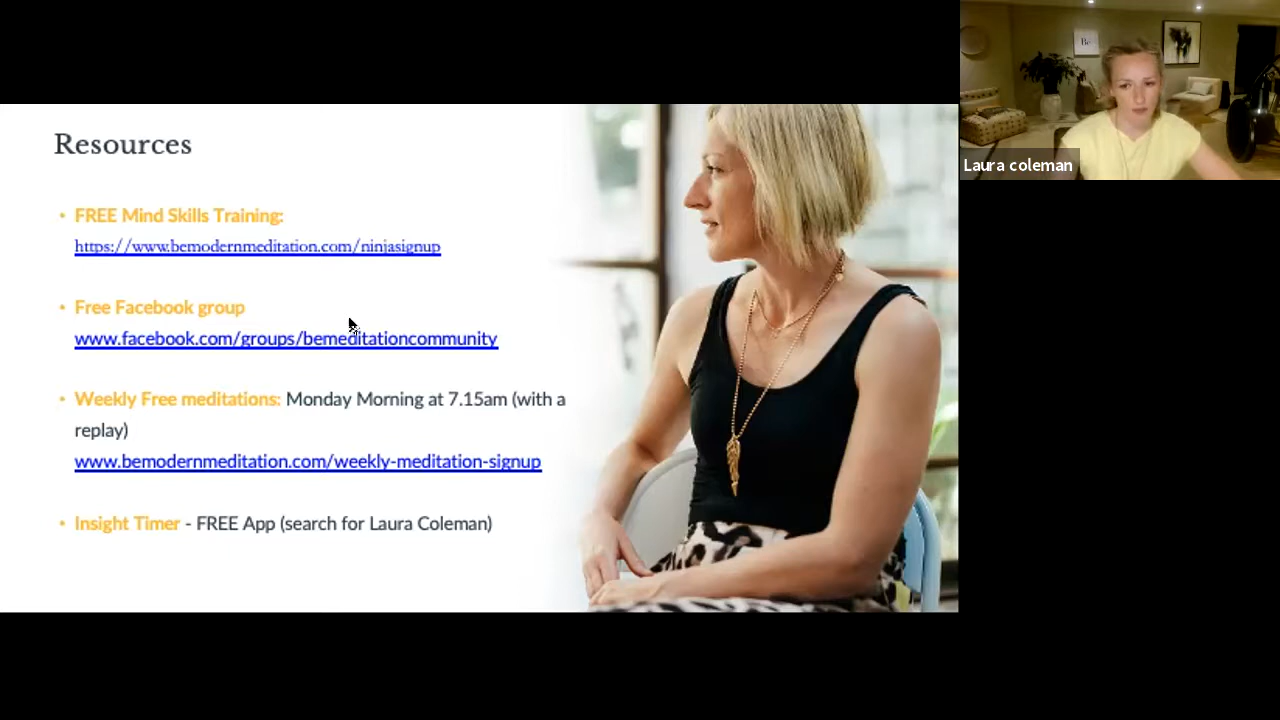 Resources
• FREE Mind Skills Training:
https://www.bemodernmeditation.com/ninjasignup
• Free Facebook group
www.facebook.com/groups/bemeditationcommunity
• Weekly Free meditations: Monday Morning at 7.15am (with a
replay)
www.bemodernmeditation.com/weekly-meditation-signup
• Insight Timer - FREE App (search for Laura Coleman)
Be
Laura coleman